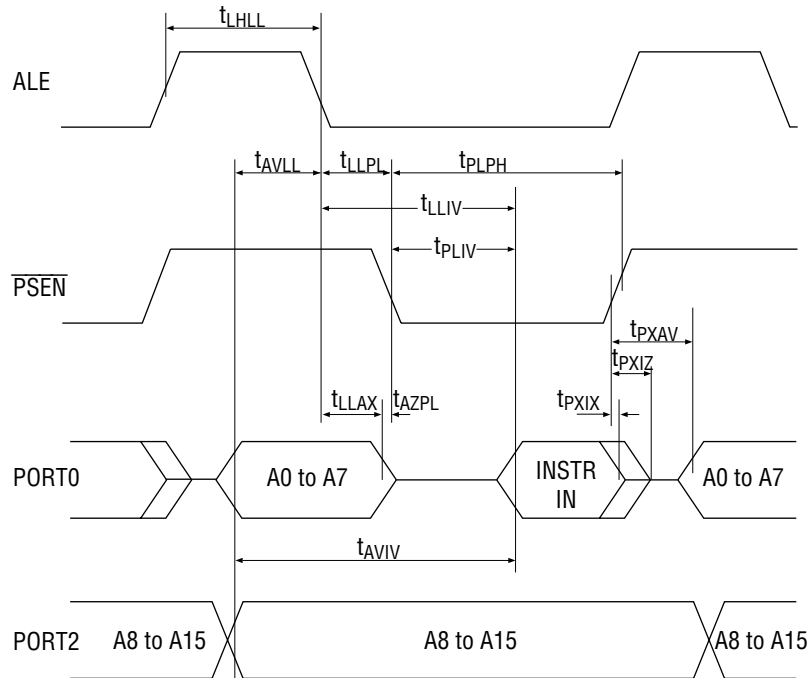 tLHLL
ALE
tAVLL tLLPL tPLPH
tLLIV
tPLIV
PSEN
tPXAV
tPXIZ
tLLAX tAZPL tPXIX
PORT0 A0 to A7 INSTR IN A0 to A7
tAVIV
PORT2 A8 to A15 A8 to A15 A8 to A15